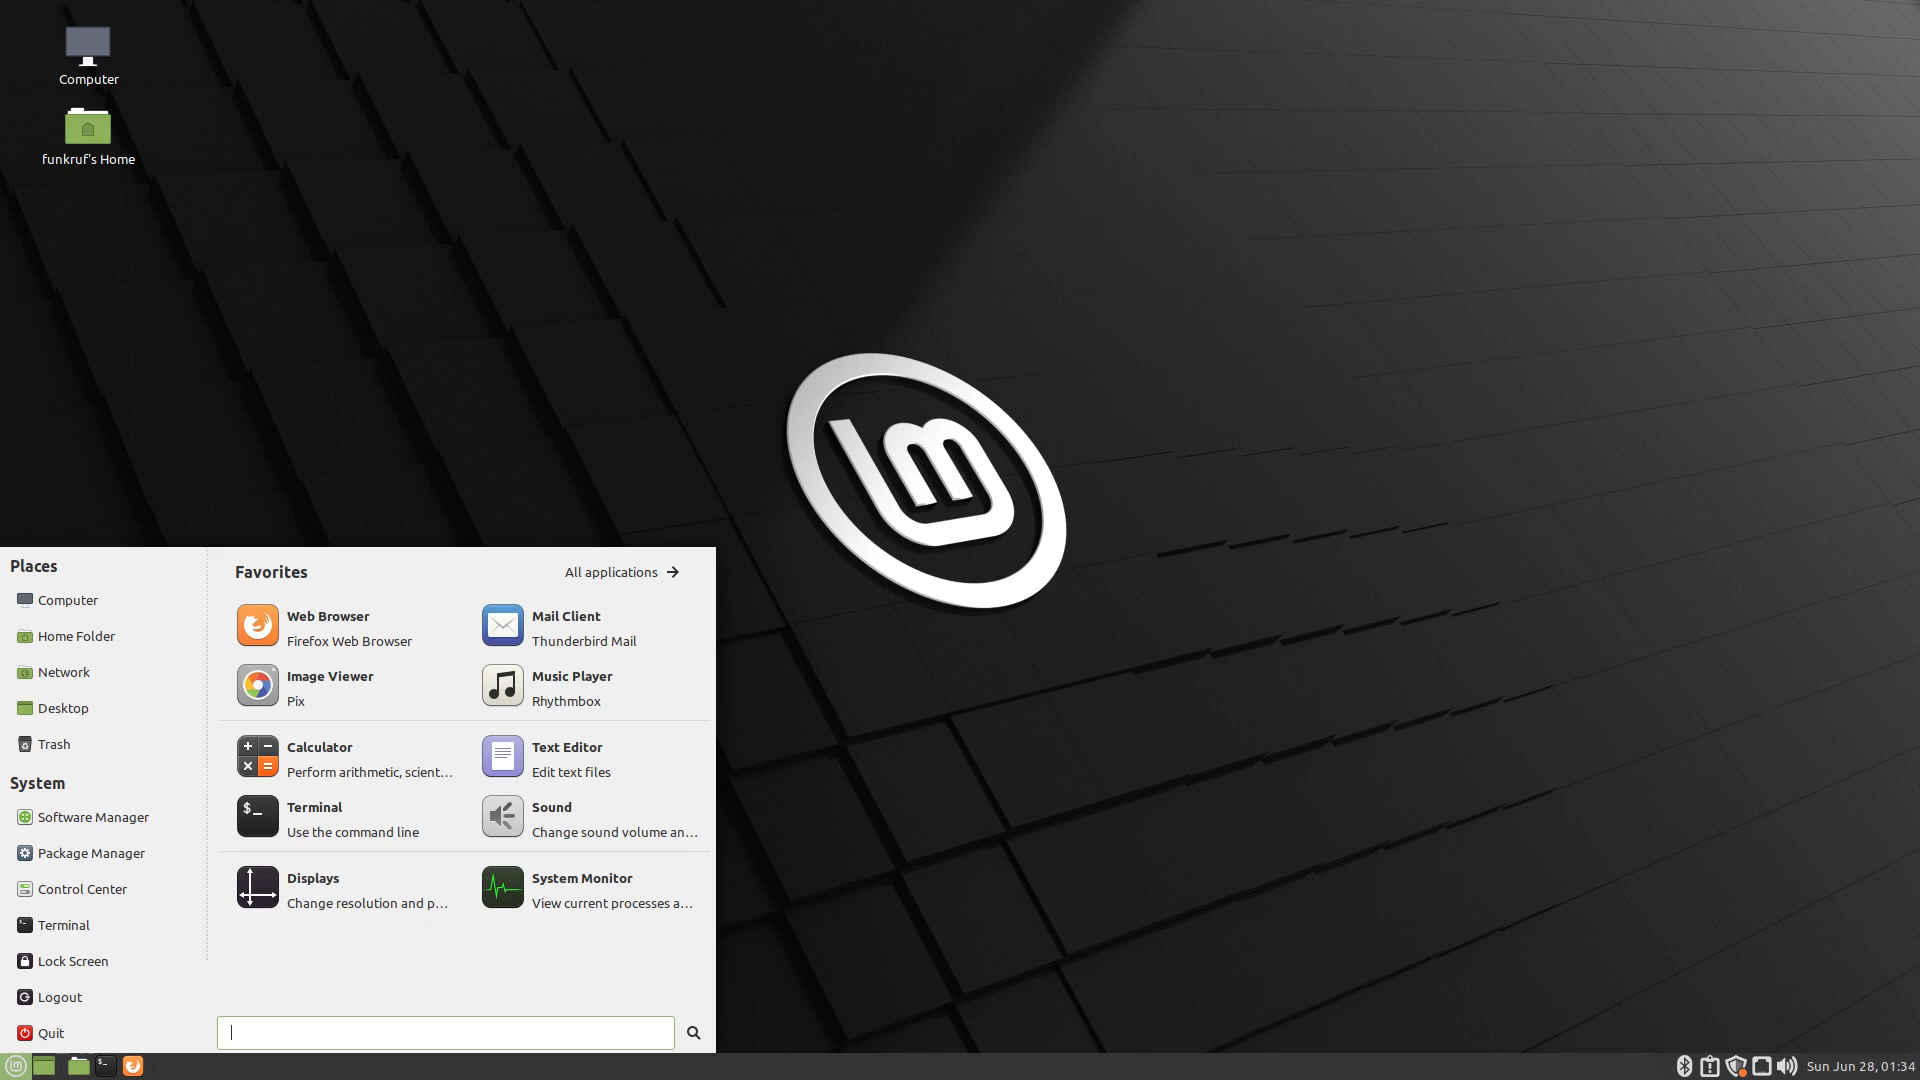 Computer
funkruf's Home
Places
Computer
Home Folder
Network
Desktop
Trash
System
Software Manager
Package Manager
Control Center
Terminal
Lock Screen
Logout
Quit
Favorites
All applications
Web Browser
Firefox Web Browser
Mail Client
Thunderbird Mail
Image Viewer
Pix
Music Player
Rhythmbox
Calculator
Perform arithmetic, scient...
Text Editor
Edit text files
Terminal
Use the command line
Sound
Change sound volume an...
Displays
Change resolution and p...
System Monitor
View current processes a...
Sun Jun 28, 01:34